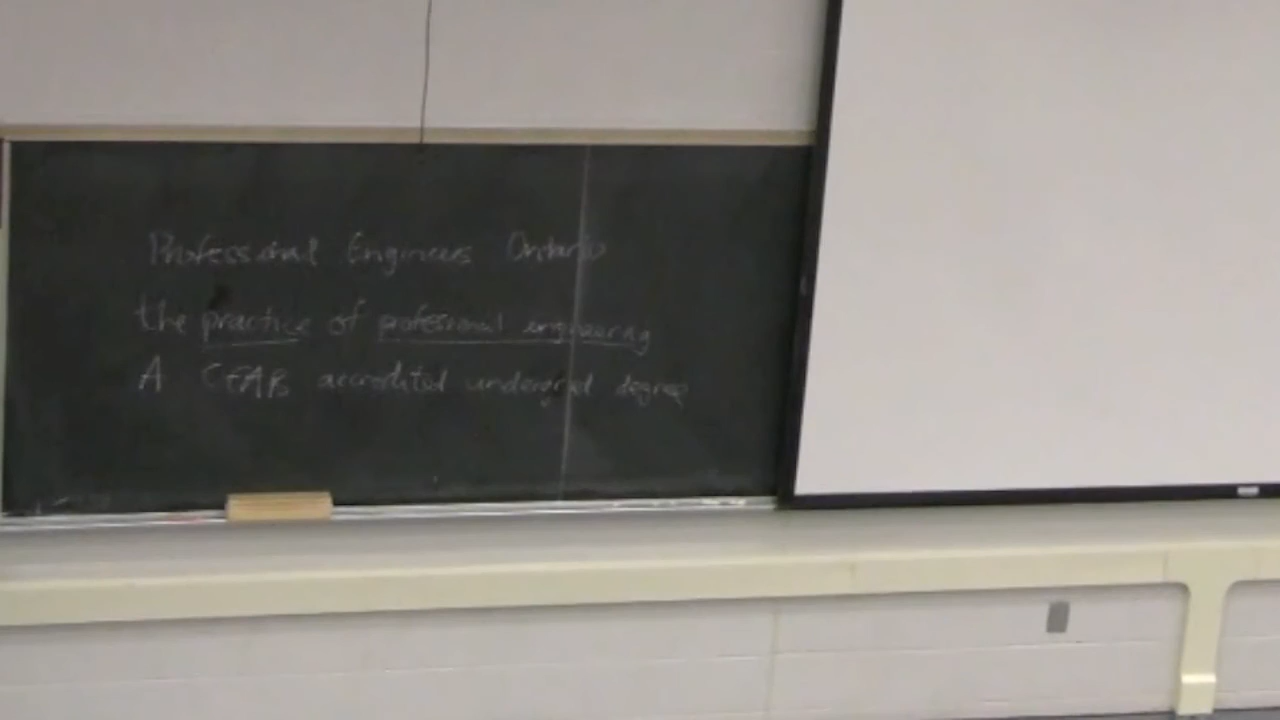 Professional Engineers Ontario
the practice of professional engineering
A CEAB accredited undergrad degree